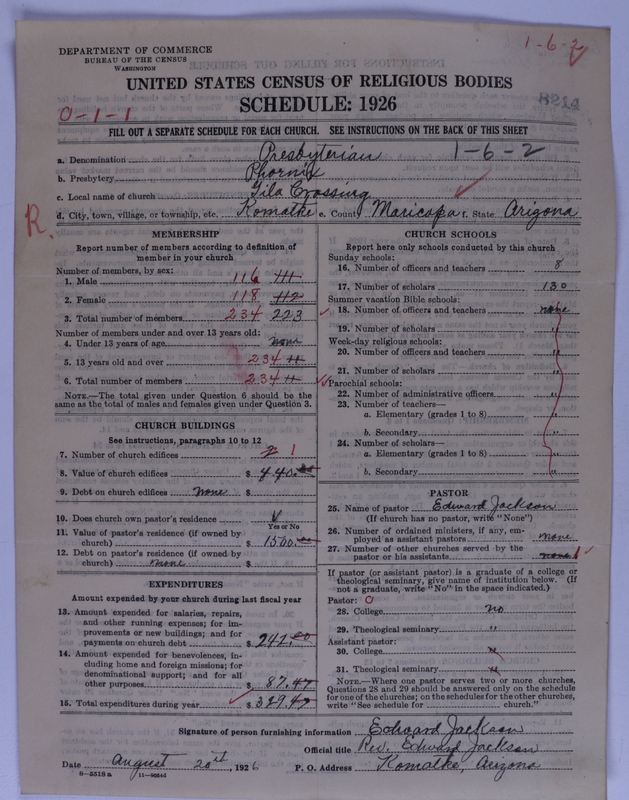 DEPARTMENT OF COMMERCE
BUREAU OF THE CENSUS
WASHINGTON
1-6-2
UNITED STATES CENSUS OF RELIGIOUS BODIES
SCHEDULE: 1926
8214
0-1-1
FILL OUT A SEPARATE SCHEDULE FOR EACH CHURCH. SEE INSTRUCTIONS ON THE BACK OF THIS SHEET
a. Denomination Presbyterian 1-6-2
b. Presbytery Phoenix
c. Local name of church Gila Crossing
d. City, town, village, or township, etc. Komatke e. County Maricopa f. State Arizona
R.
MEMBERSHIP
Report number of members according to definition of
member in your church
Number of members, by sex:
1. Male 116 111
2. Female 118 112
3. Total number of members 234 223
Number of members under and over 13 years old:
4. Under 13 years of age none
5. 13 years old and over 234 "
6. Total number of members 234 "
NOTE.—The total given under Question 6 should be the
same as the total of males and females given under Question 3.
CHURCH BUILDINGS
See instructions, paragraphs 10 to 12
7. Number of church edifices 2 1
8. Value of church edifices $
9. Debt on church edifices none $
10. Does church own pastor's residence
Yes or No
11. Value of pastor's residence (if owned by
church) $ 1500.00
12. Debt on pastor's residence (if owned by
church) none $
EXPENDITURES
Amount expended by your church during last fiscal year
13. Amount expended for salaries, repairs,
and other running expenses; for im-
provements or new buildings; and for
payments on church debt $ 241.00
14. Amount expended for benevolences, in-
cluding home and foreign missions; for
denominational support; and for all
other purposes $ 87.47
15. Total expenditures during year $
CHURCH SCHOOLS
Report here only schools conducted by this church
Sunday schools:
16. Number of officers and teachers 8
17. Number of scholars 130
Summer vacation Bible schools:
18. Number of officers and teachers none
19. Number of scholars "
Week-day religious schools:
20. Number of officers and teachers "
21. Number of scholars "
Parochial schools:
22. Number of administrative officers "
23. Number of teachers—
a. Elementary (grades 1 to 8) "
b. Secondary "
24. Number of scholars—
a. Elementary (grades 1 to 8) "
b. Secondary "
PASTOR
25. Name of pastor Edward Jackson
(If church has no pastor, write "None")
26. Number of ordained ministers, if any, em-
ployed as assistant pastors none
27. Number of other churches served by the
pastor or his assistants none 1
If pastor (or assistant pastor) is a graduate of a college or
theological seminary, give name of institution below. (If
not a graduate, write "No" in the space indicated.)
Pastor: 0
28. College no
29. Theological seminary "
Assistant pastor:
30. College "
31. Theological seminary "
NOTE.—Where one pastor serves two or more churches,
Questions 28 and 29 should be answered only on the schedule
for one of the churches; on the schedules for the other churches,
write "See schedule for church."
Signature of person furnishing information Edward Jackson
Official title Rev. Edward Jackson
Date August 20st, 1926 P. O. Address Komatke, Arizona
8—5518 a 11—9054d